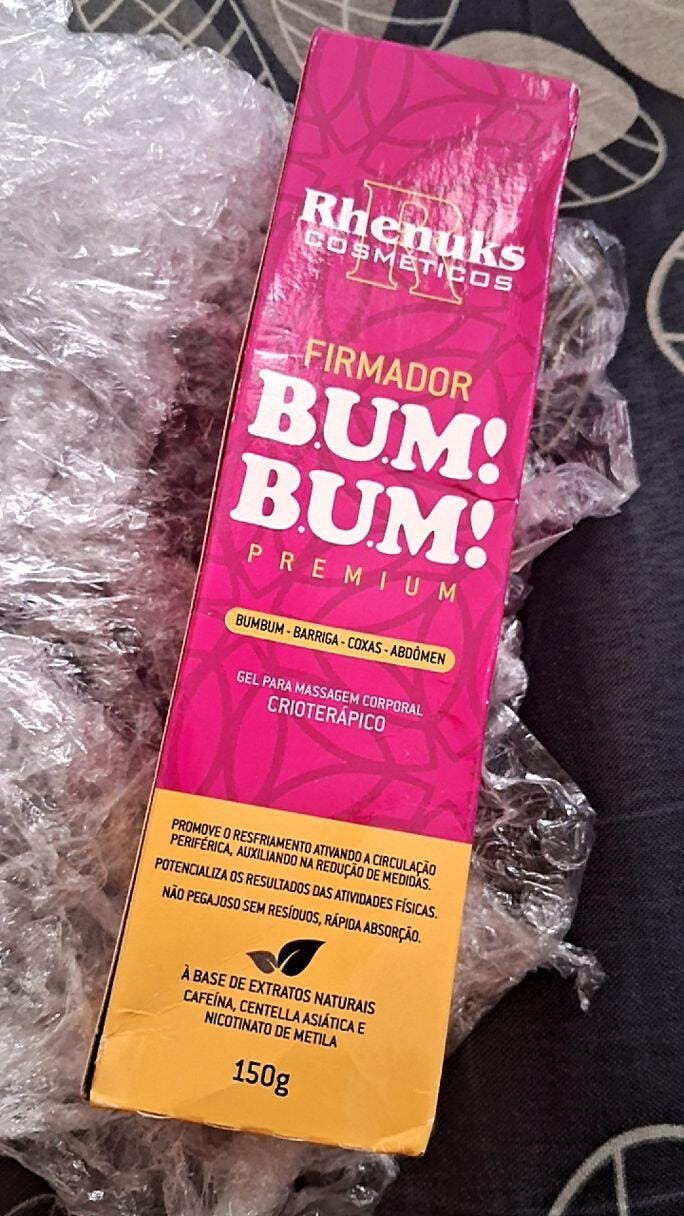 Rhenuks
COSMÉTICOS
FIRMADOR
B.U.M!
B.U.M!
PREMIUM
BUMBUM - BARRIGA - COXAS - ABDÔMEN
GEL PARA MASSAGEM CORPORAL
CRIOTERÁPICO
PROMOVE O RESFRIAMENTO ATIVANDO A CIRCULAÇÃO
PERIFÉRICA, AUXILIANDO NA REDUÇÃO DE MEDIDAS.
POTENCIALIZA OS RESULTADOS DAS ATIVIDADES FÍSICAS.
NÃO PEGAJOSO SEM RESÍDUOS, RÁPIDA ABSORÇÃO.
À BASE DE EXTRATOS NATURAIS
CAFEÍNA, CENTELLA ASIÁTICA E
NICOTINATO DE METILA
150g